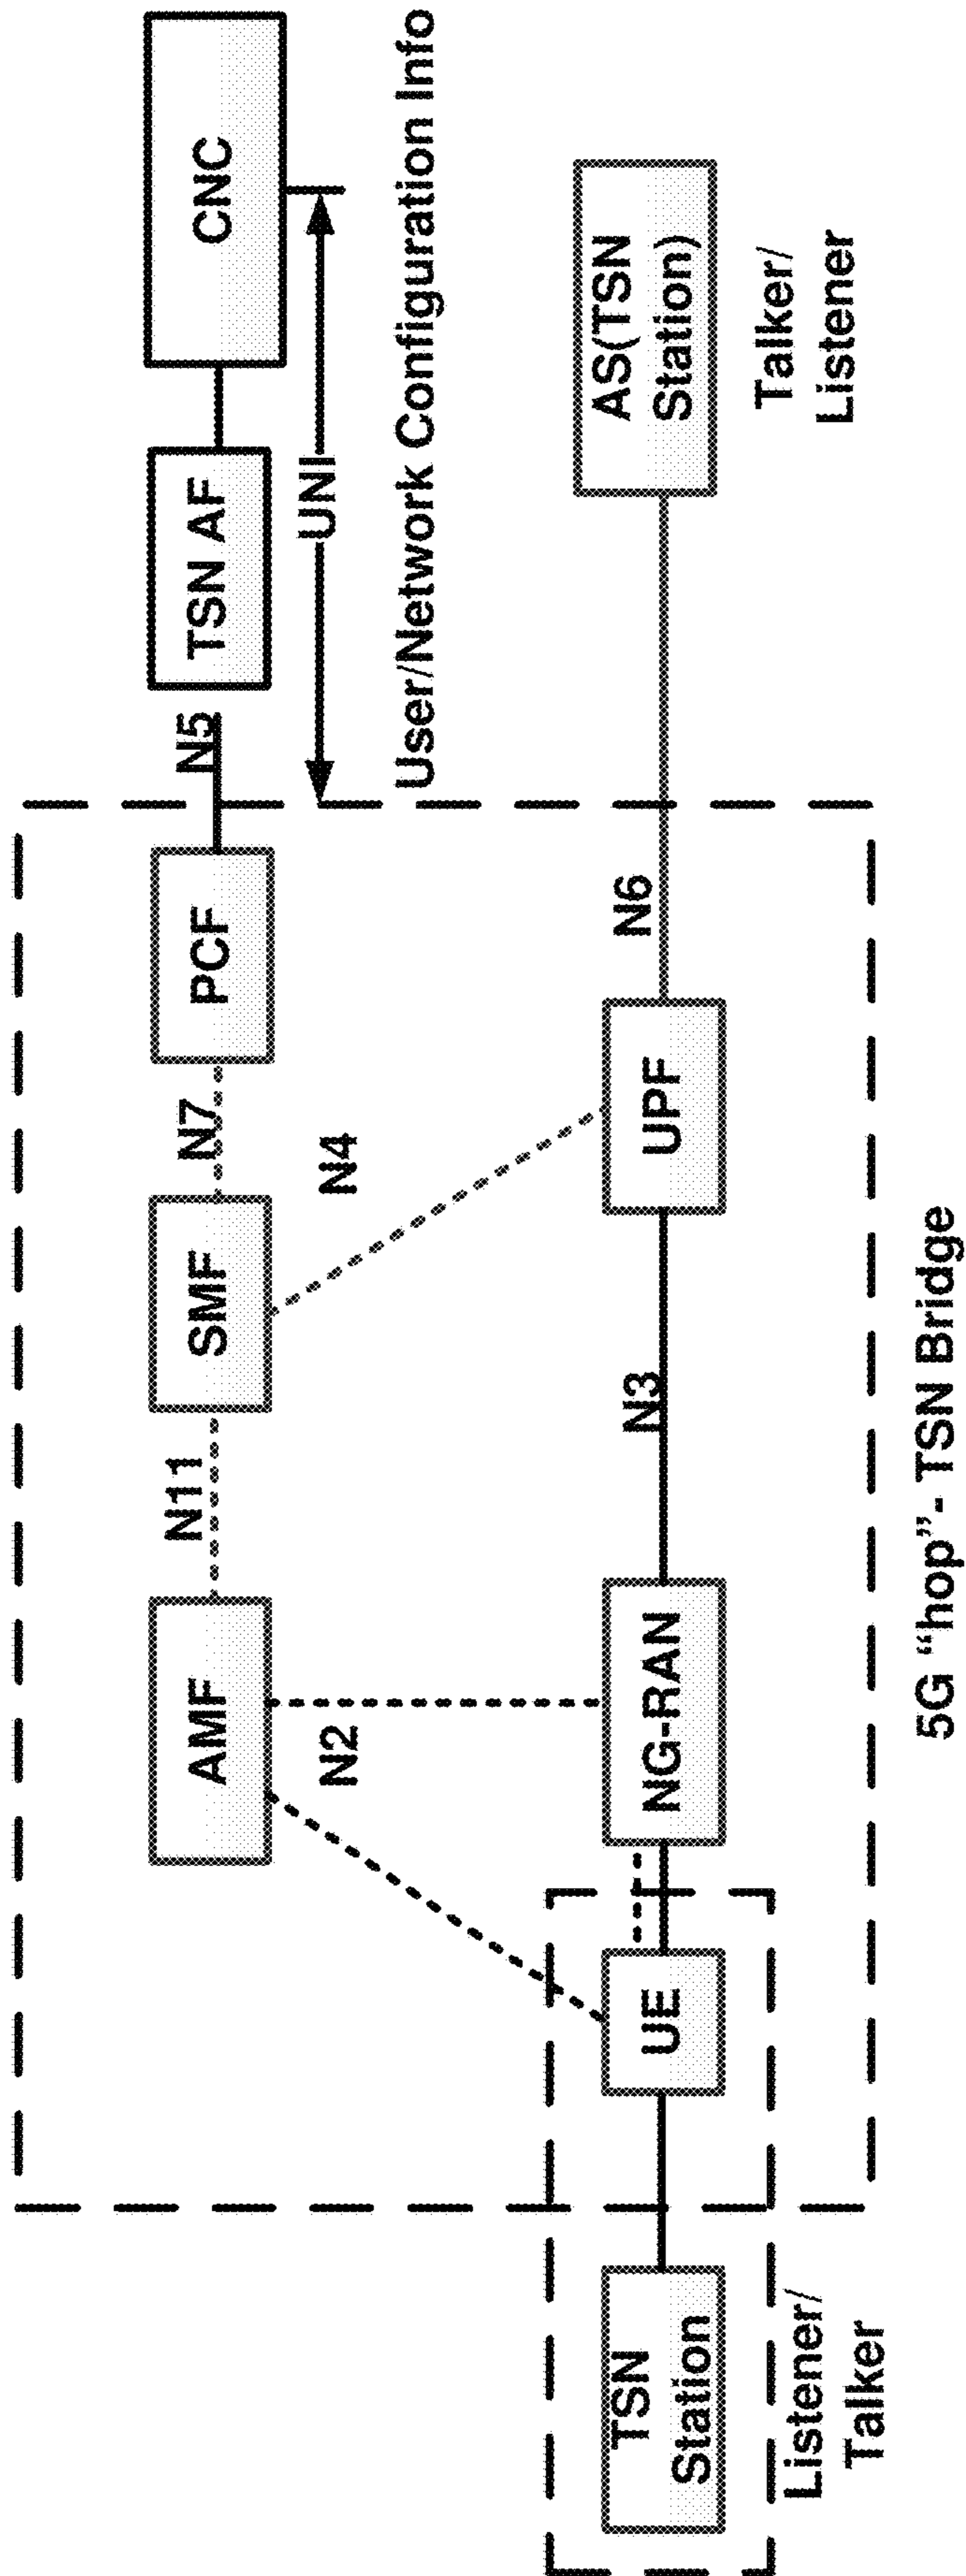 AMF
N11
SMF
N7
PCF
N5
TSN AF
CNC
N2
N4
UNI
User/Network Configuration Info
TSN
Station
UE
NG-RAN
N3
UPF
N6
AS(TSN
Station)
Listener/
Talker
Talker/
Listener
5G “hop”- TSN Bridge